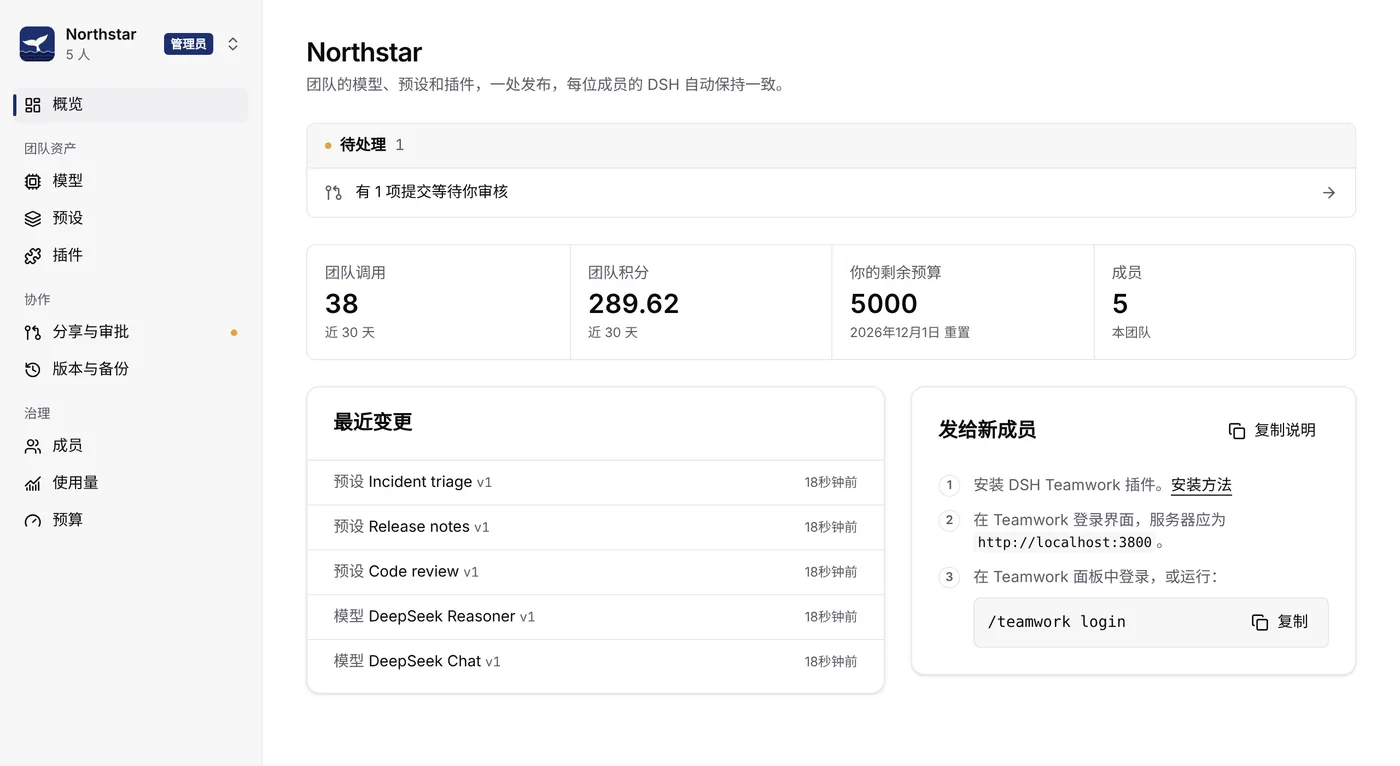 Northstar
5 人
管理员
概览
团队资产
模型
预设
插件
协作
分享与审批
版本与备份
治理
成员
使用量
预算
Northstar
团队的模型、预设和插件，一处发布，每位成员的 DSH 自动保持一致。
待处理 1
有 1 项提交等待你审核
团队调用
38
近 30 天
团队积分
289.62
近 30 天
你的剩余预算
5000
2026年12月1日 重置
成员
5
本团队
最近变更
预设 Incident triage v1 18秒钟前
预设 Release notes v1 18秒钟前
预设 Code review v1 18秒钟前
模型 DeepSeek Reasoner v1 18秒钟前
模型 DeepSeek Chat v1 18秒钟前
发给新成员 复制说明
1 安装 DSH Teamwork 插件。安装方法
2 在 Teamwork 登录界面，服务器应为
http://localhost:3800 。
3 在 Teamwork 面板中登录，或运行：
/teamwork login 复制